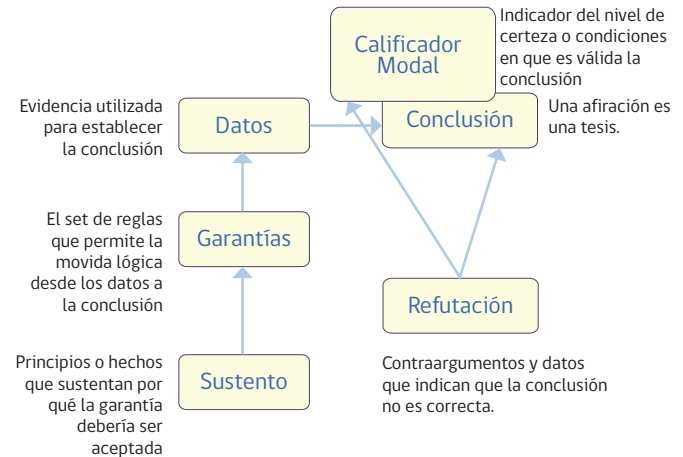 Indicador del nivel de
certeza o condiciones
en que es válida la
conclusión
Calificador
Modal
Evidencia utilizada
para establecer
la conclusión
Datos
Conclusión
Una afiración es
una tesis.
El set de reglas
que permite la
movida lógica
desde los datos a
la conclusión
Garantías
Refutación
Principios o hechos
que sustentan por
qué la garantía
debería ser
aceptada
Sustento
Contraargumentos y datos
que indican que la conclusión
no es correcta.